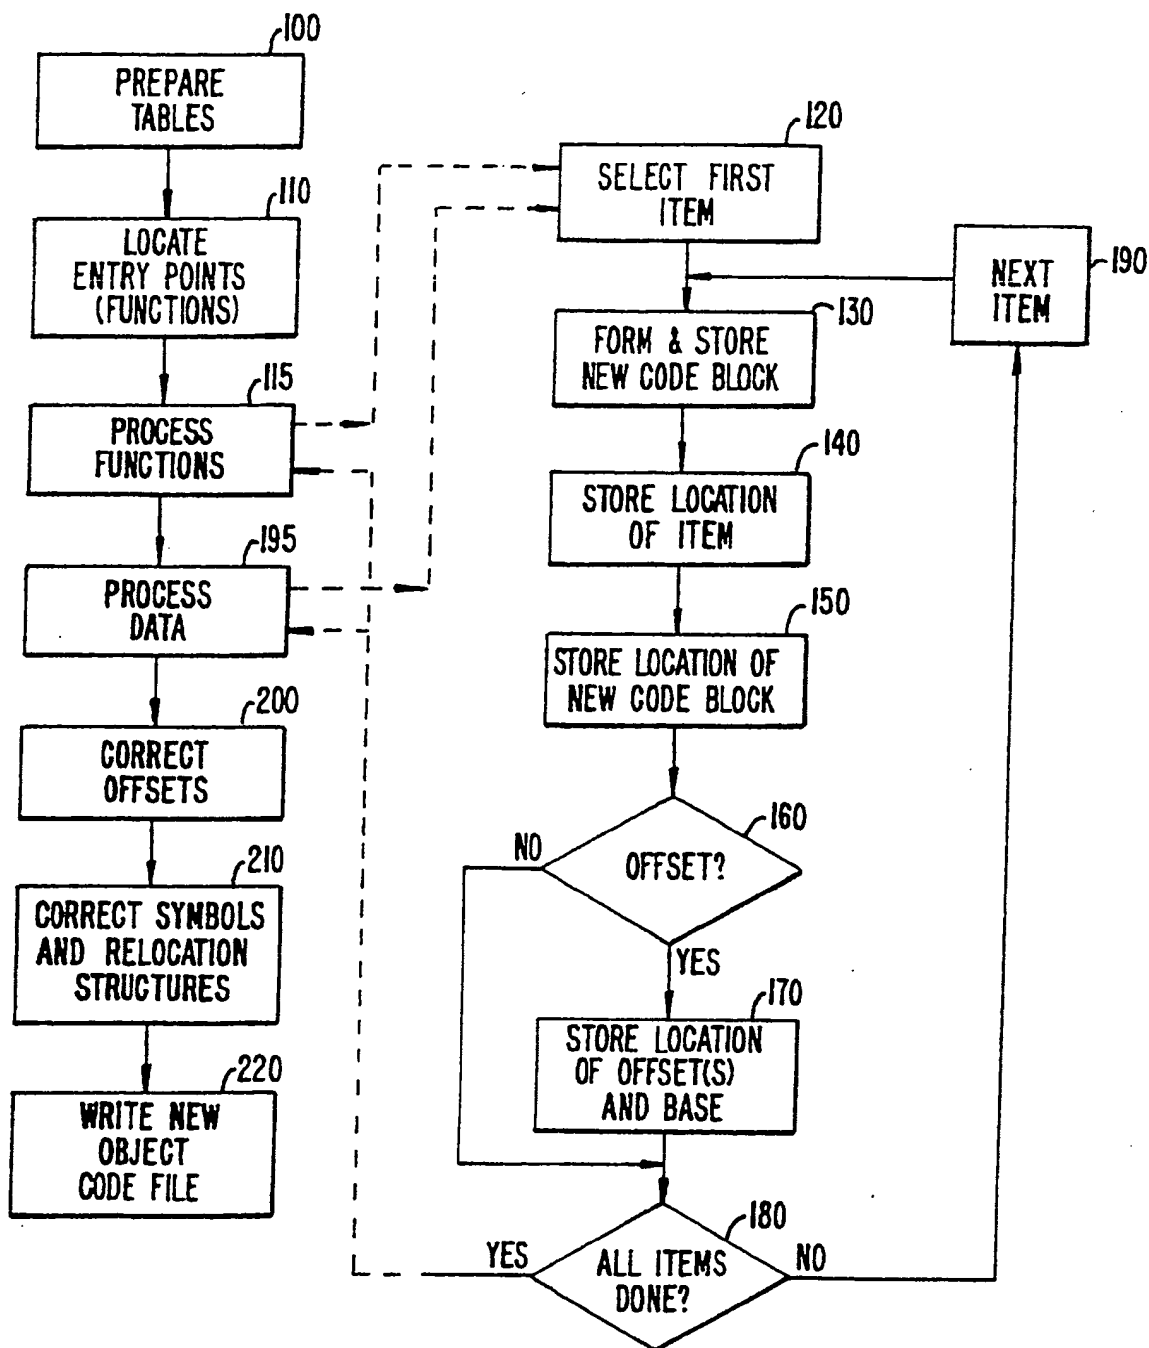 100
PREPARE
TABLES
110
LOCATE
ENTRY POINTS
(FUNCTIONS)
115
PROCESS
FUNCTIONS
195
PROCESS
DATA
200
CORRECT
OFFSETS
210
CORRECT SYMBOLS
AND RELOCATION
STRUCTURES
220
WRITE NEW
OBJECT
CODE FILE
120
SELECT FIRST
ITEM
190
NEXT
ITEM
130
FORM & STORE
NEW CODE BLOCK
140
STORE LOCATION
OF ITEM
150
STORE LOCATION OF
NEW CODE BLOCK
160
OFFSET?
NO
YES
170
STORE LOCATION
OF OFFSET(S)
AND BASE
180
ALL ITEMS
DONE?
YES
NO